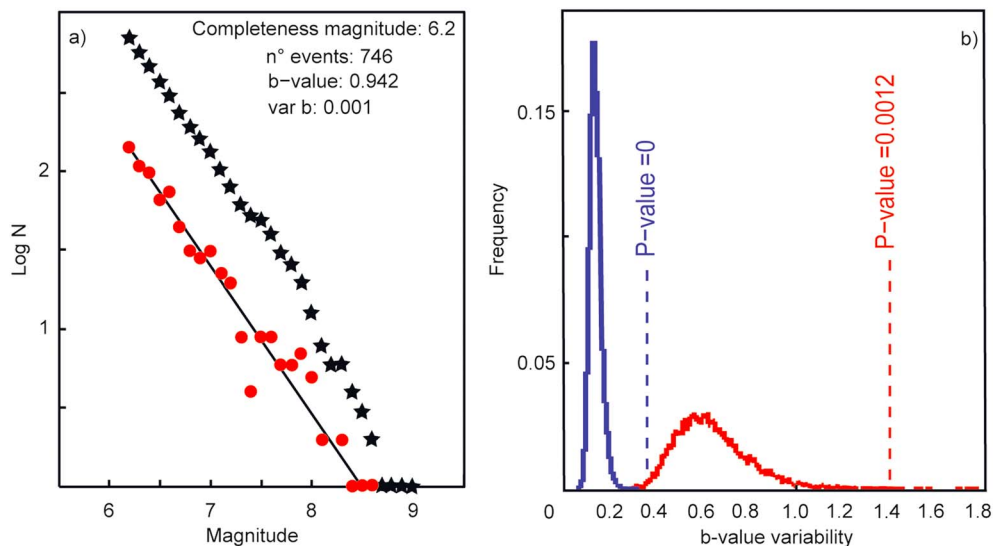 a)
Completeness magnitude: 6.2
n° events: 746
b-value: 0.942
var b: 0.001
Log N
2
1
6 7 8 9
Magnitude
b)
Frequency
0.15
0.05
P-value =0
P-value =0.0012
0 0.2 0.4 0.6 0.8 1.0 1.2 1.4 1.6 1.8
b-value variability